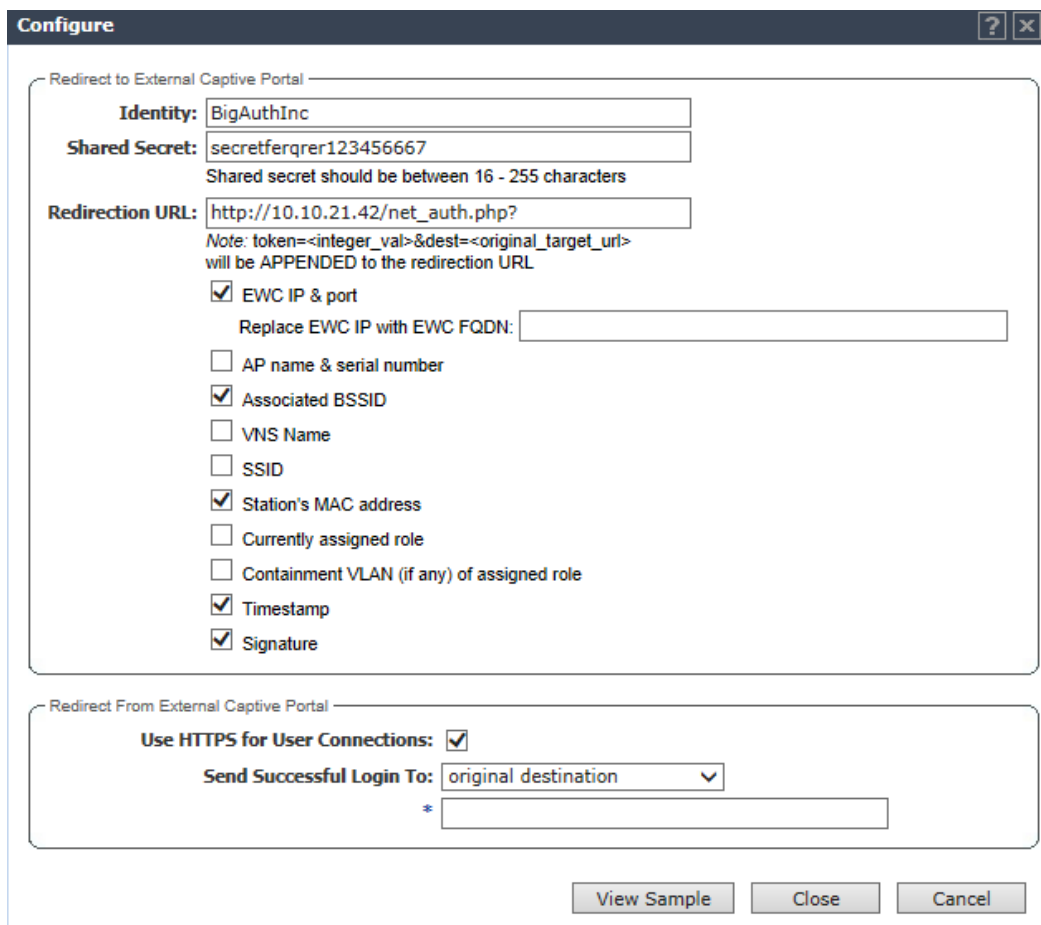 Configure
?
x
Redirect to External Captive Portal
Identity: BigAuthInc
Shared Secret: secretferqrer123456667
Shared secret should be between 16 - 255 characters
Redirection URL: http://10.10.21.42/net_auth.php?
Note: token=<integer_val>&dest=<original_target_url>
will be APPENDED to the redirection URL
EWC IP & port
Replace EWC IP with EWC FQDN:
AP name & serial number
Associated BSSID
VNS Name
SSID
Station's MAC address
Currently assigned role
Containment VLAN (if any) of assigned role
Timestamp
Signature
Redirect From External Captive Portal
Use HTTPS for User Connections:
Send Successful Login To: original destination
*
View Sample Close Cancel